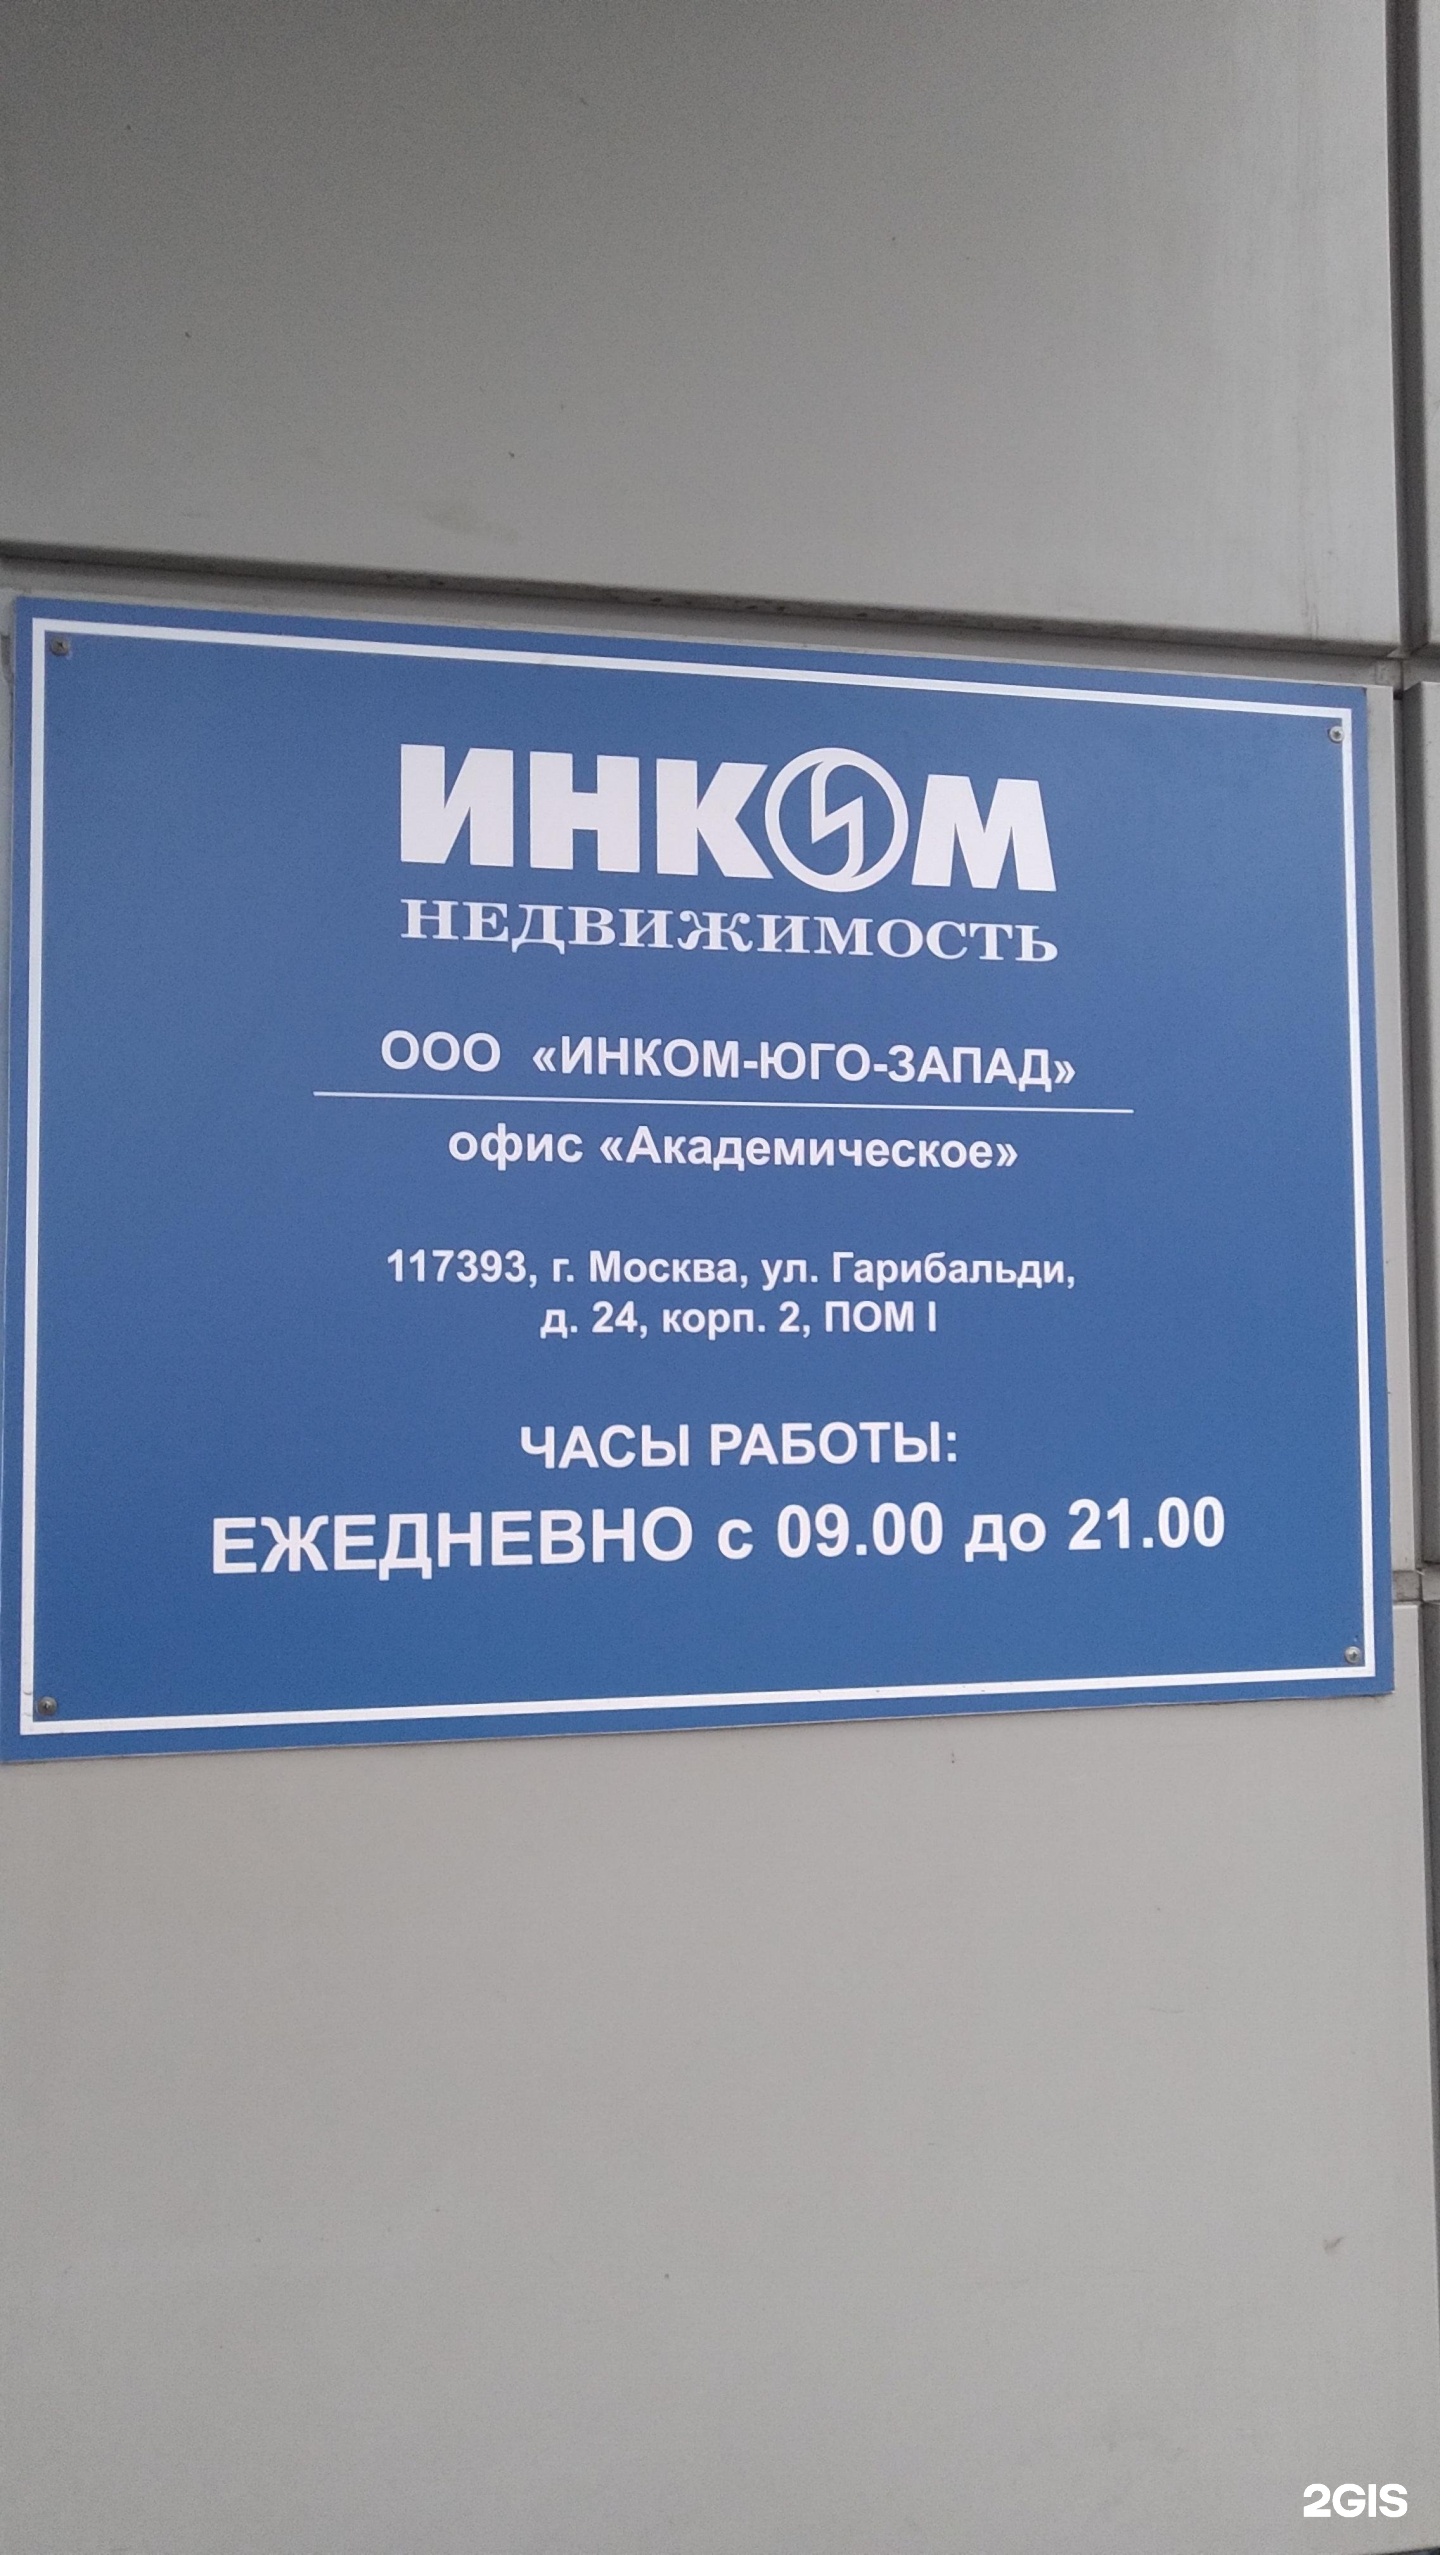 ИНКОМ
НЕДВИЖИМОСТЬ
ООО «ИНКОМ-ЮГО-ЗАПАД»
офис «Академическое»
117393, г. Москва, ул. Гарибальди,
д. 24, корп. 2, ПОМ I
ЧАСЫ РАБОТЫ:
ЕЖЕДНЕВНО с 09.00 до 21.00
2GIS